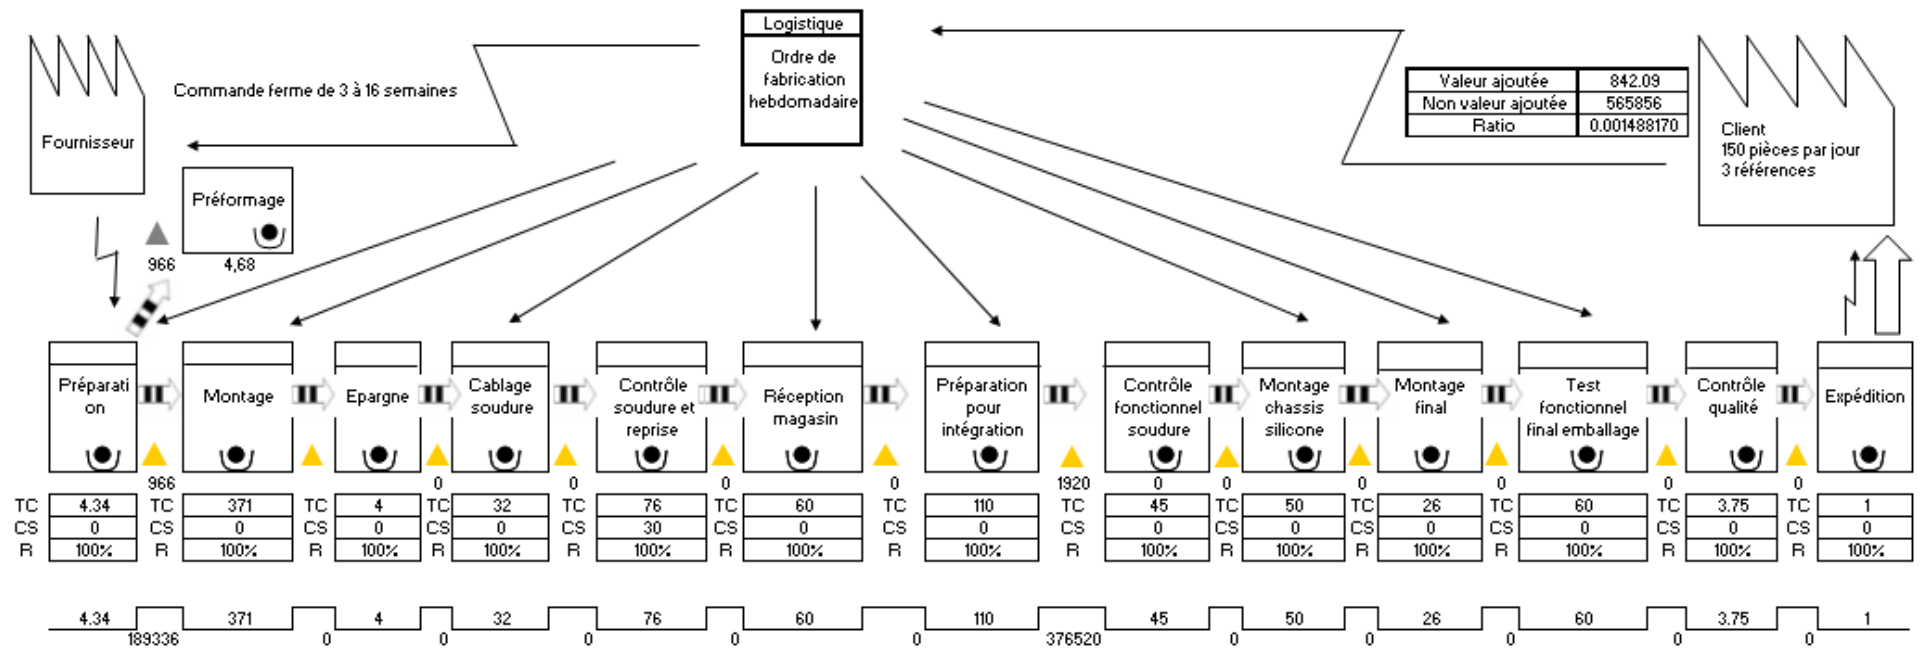 Logistique
Ordre de
fabrication
hebdomadaire
Commande ferme de 3 à 16 semaines
Fournisseur
Valeur ajoutée 842.09
Non valeur ajoutée 565856
Ratio 0.001488170
Client
150 pièces par jour
3 références
Préformage
966 4,68
Préparati
on
Montage
Epargne
Cablage
soudure
Contrôle
soudure et
reprise
Réception
magasin
Préparation
pour
intégration
Contrôle
fonctionnel
soudure
Montage
chassis
silicone
Montage
final
Test
fonctionnel
final emballage
Contrôle
qualité
Expédition
966 0 0 0 0 1920 0 0 0 0 0
TC 4.34 TC 371 TC 4 TC 32 TC 76 TC 60 TC 110 TC 45 TC 50 TC 26 TC 60 TC 3.75 TC 1
CS 0 CS 0 CS 0 CS 0 CS 30 CS 0 CS 0 CS 0 CS 0 CS 0 CS 0 CS 0 CS 0
R 100% R 100% R 100% R 100% R 100% R 100% R 100% R 100% R 100% R 100% R 100% R 100% R 100%
4.34 371 4 32 76 60 110 45 50 26 60 3.75 1
189336 0 0 0 0 0 376520 0 0 0 0 0